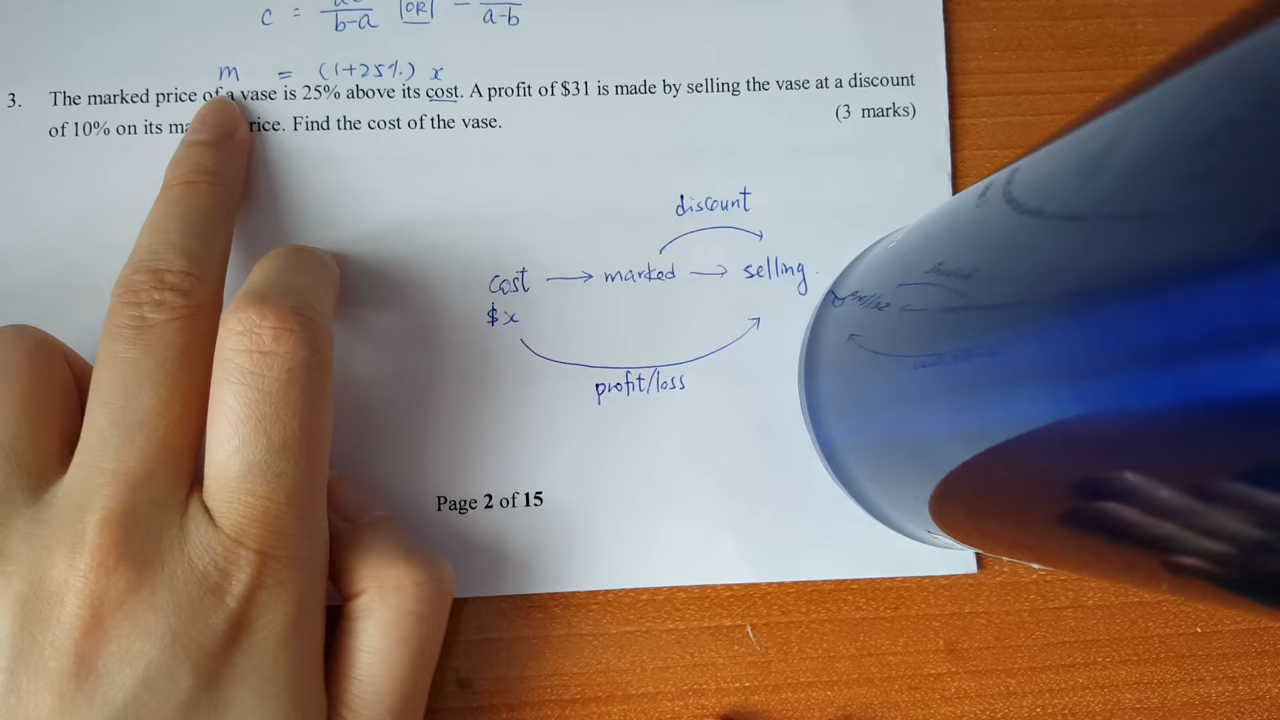 c = b-a OR - a-b
m = (1+25%) x
3. The marked price of a vase is 25% above its cost. A profit of $31 is made by selling the vase at a discount
of 10% on its rice. Find the cost of the vase. (3 marks)
discount
cost → marked → selling
$x
profit/loss
Page 2 of 15